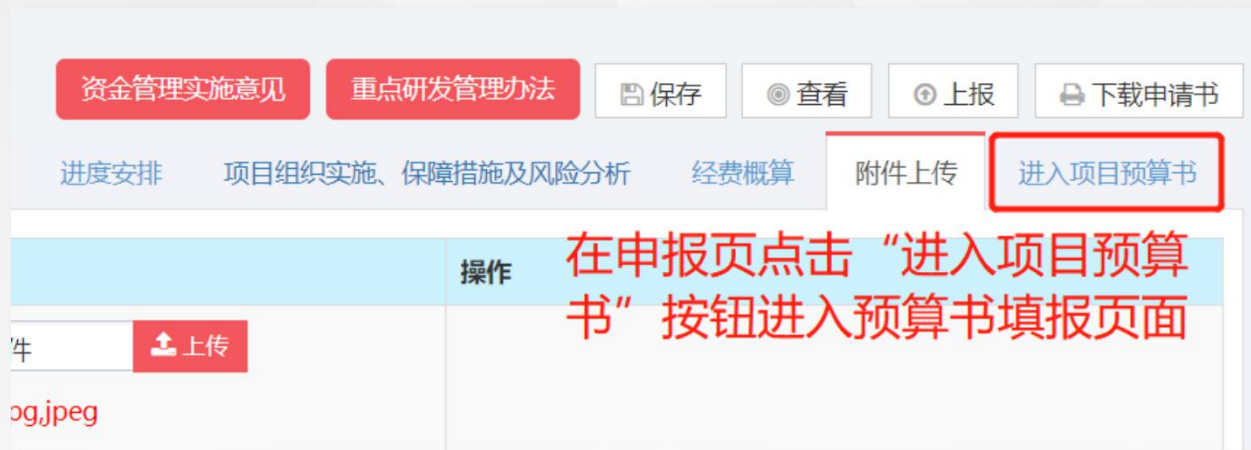 资金管理实施意见 重点研发管理办法 保存 查看 上报 下载申请书
进度安排 项目组织实施、保障措施及风险分析 经费概算 附件上传 进入项目预算书
操作
在申报页点击“进入项目预算
书”按钮进入预算书填报页面
件 上传
pg,jpeg